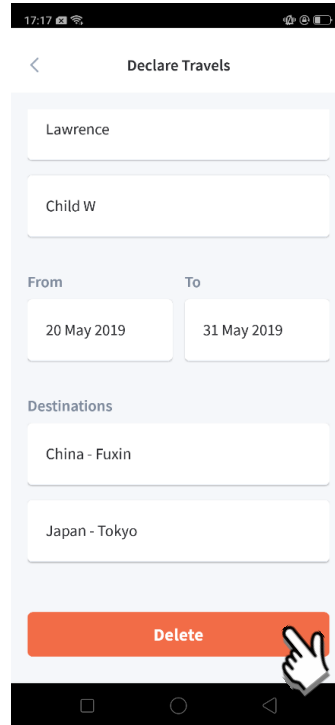 17:17
Declare Travels
Lawrence
Child W
From To
20 May 2019 31 May 2019
Destinations
China - Fuxin
Japan - Tokyo
Delete